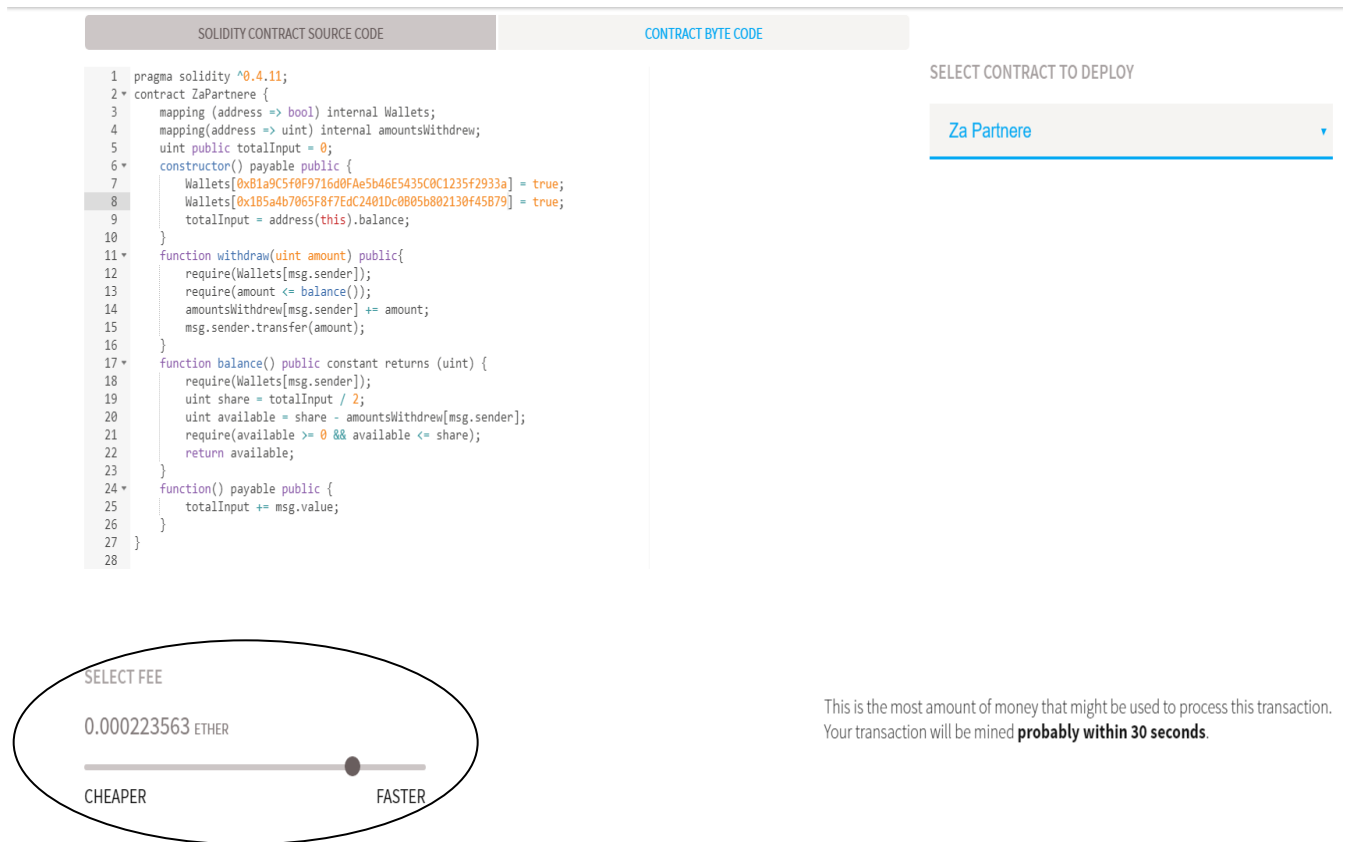 SOLIDITY CONTRACT SOURCE CODE
CONTRACT BYTE CODE
1 pragma solidity ^0.4.11;
2 contract ZaPartnere {
3 mapping (address => bool) internal Wallets;
4 mapping(address => uint) internal amountsWithdrew;
5 uint public totalInput = 0;
6 constructor() payable public {
7 Wallets[0xB1a9C5f0F9716d0FAe5b46E5435C0C1235f2933a] = true;
8 Wallets[0x1B5a4b7065F8f7EdC2401Dc0B05b802130f45B79] = true;
9 totalInput = address(this).balance;
10 }
11 function withdraw(uint amount) public{
12 require(Wallets[msg.sender]);
13 require(amount <= balance());
14 amountsWithdrew[msg.sender] += amount;
15 msg.sender.transfer(amount);
16 }
17 function balance() public constant returns (uint) {
18 require(Wallets[msg.sender]);
19 uint share = totalInput / 2;
20 uint available = share - amountsWithdrew[msg.sender];
21 require(available >= 0 && available <= share);
22 return available;
23 }
24 function() payable public {
25 totalInput += msg.value;
26 }
27 }
28
SELECT CONTRACT TO DEPLOY
Za Partnere
SELECT FEE
0.000223563 ETHER
CHEAPER
FASTER
This is the most amount of money that might be used to process this transaction.
Your transaction will be mined probably within 30 seconds.